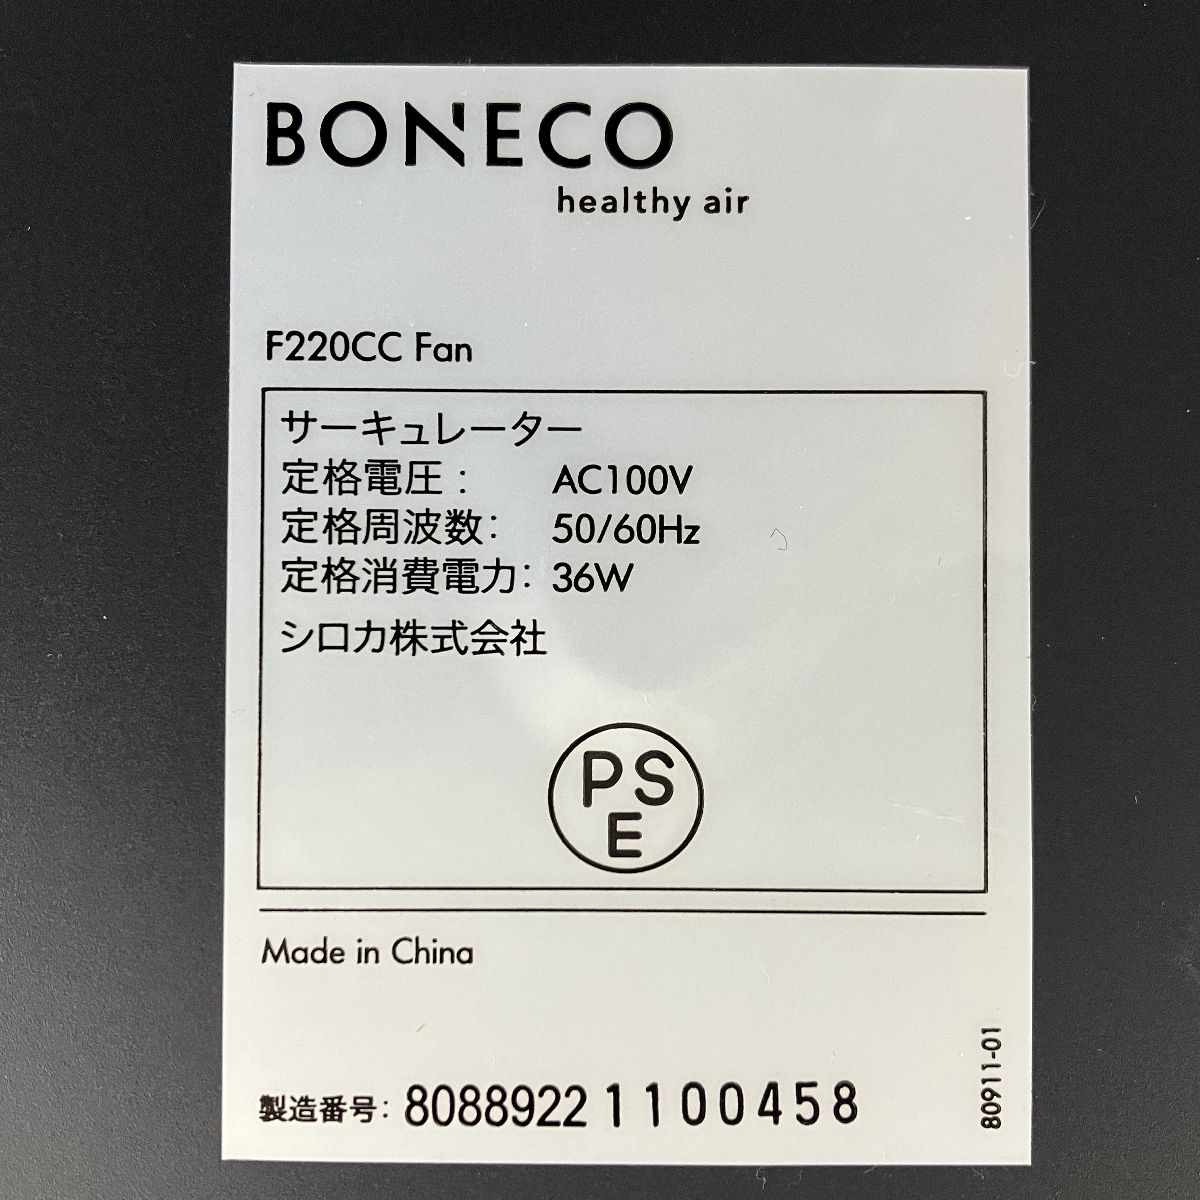 BONECO
healthy air
F220CC Fan
サーキュレーター
定格電圧： AC100V
定格周波数： 50/60Hz
定格消費電力： 36W
シロカ株式会社
PS
E
Made in China
製造番号： 8088922 1100458
80911-01